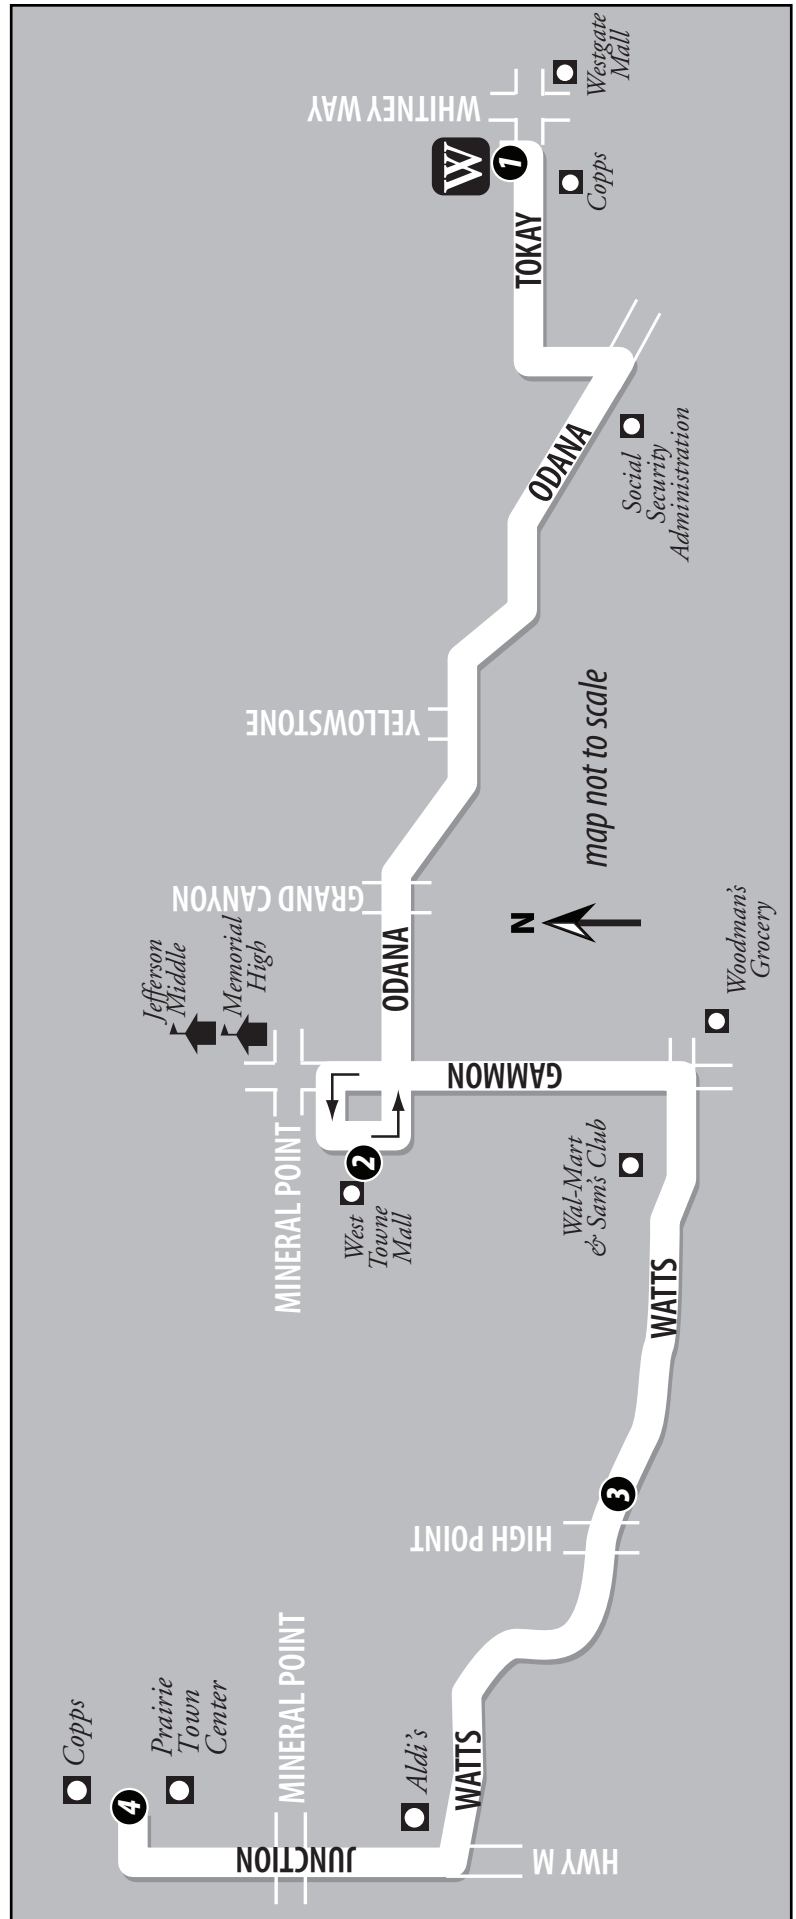 Copps
4
Prairie
Town
Center
JUNCTION
MINERAL POINT
Aldi's
WATTS
HWY M
HIGH POINT
3
WATTS
MINERAL POINT
West
Towne
Mall
2
Wal-Mart
& Sam's Club
Jefferson
Middle
Memorial
High
GAMMON
Woodman's
Grocery
ODANA
GRAND CANYON
N
map not to scale
YELLOWSTONE
ODANA
Social
Security
Administration
TOKAY
W
1
Copps
WHITNEY WAY
Westgate
Mall